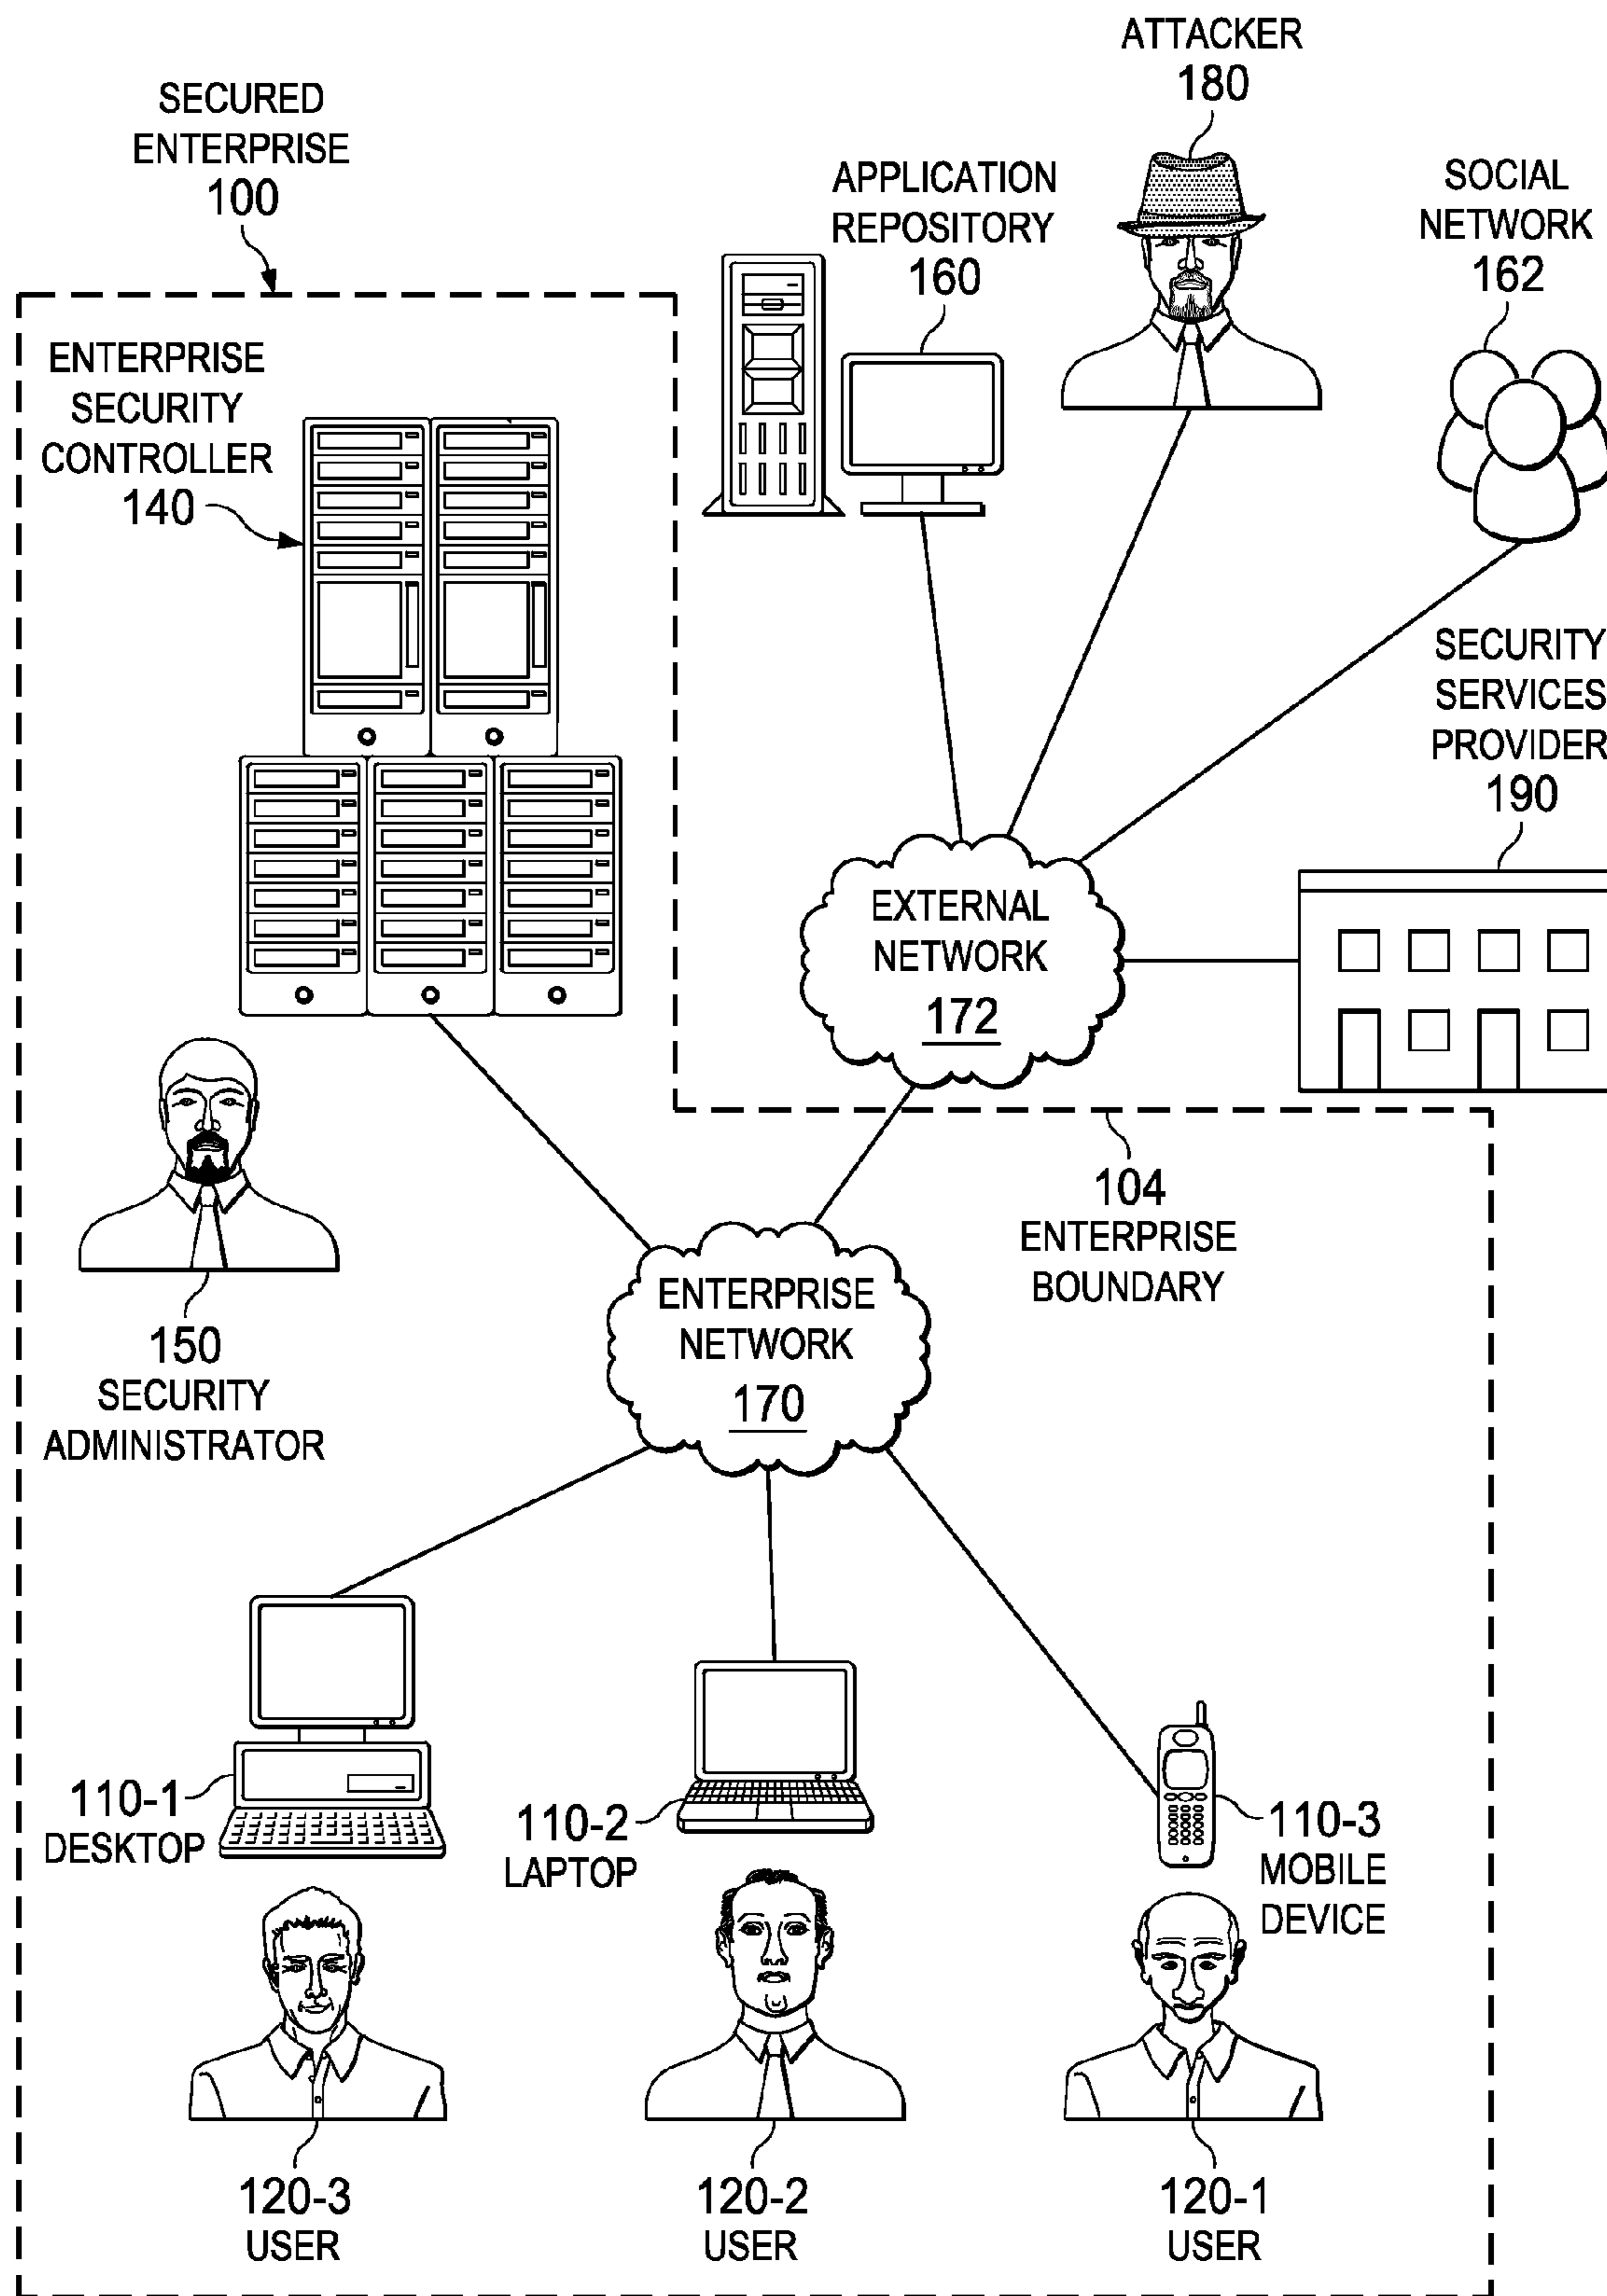 ATTACKER
180
SECURED
ENTERPRISE
100
APPLICATION
REPOSITORY
160
SOCIAL
NETWORK
162
ENTERPRISE
SECURITY
CONTROLLER
140
SECURITY
SERVICES
PROVIDER
190
EXTERNAL
NETWORK
172
104
ENTERPRISE
BOUNDARY
150
SECURITY
ADMINISTRATOR
ENTERPRISE
NETWORK
170
110-1
DESKTOP
110-2
LAPTOP
110-3
MOBILE
DEVICE
120-3
USER
120-2
USER
120-1
USER